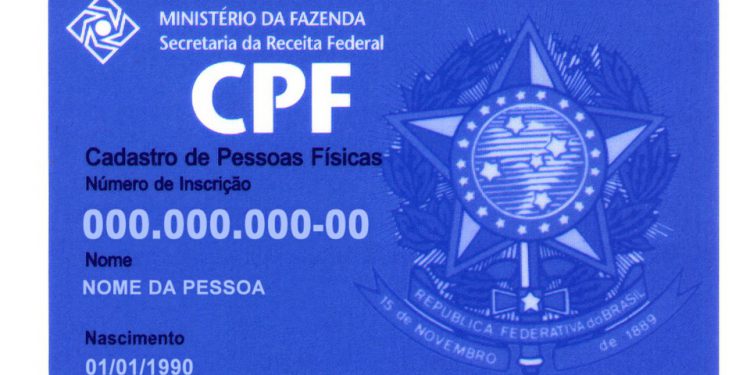 MINISTÉRIO DA FAZENDA
Secretaria da Receita Federal
CPF
Cadastro de Pessoas Físicas
Número de Inscrição
000.000.000-00
Nome
NOME DA PESSOA
Nascimento
01/01/1990
REPÚBLICA FEDERATIVA do BRASIL
15 de NOVEMBRO
de 1889